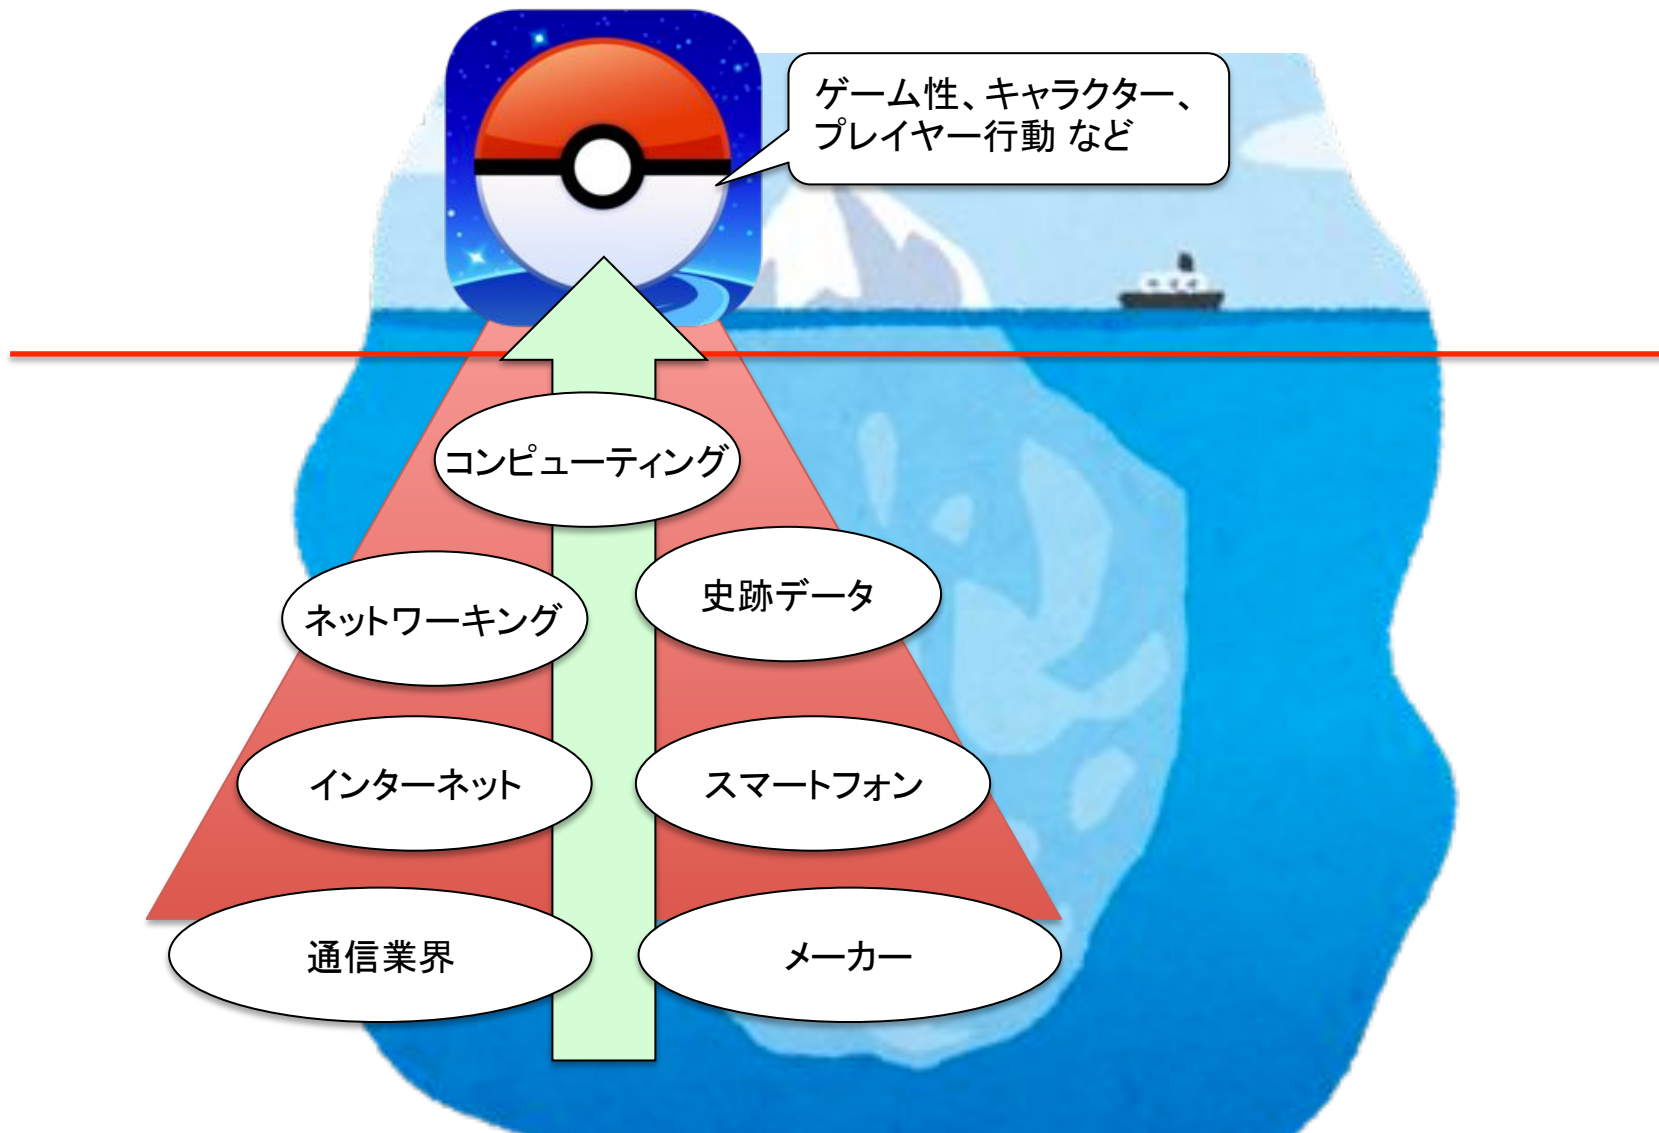 ゲーム性、キャラクター、
プレイヤー行動 など
コンピューティング
ネットワーキング
史跡データ
インターネット
スマートフォン
通信業界
メーカー